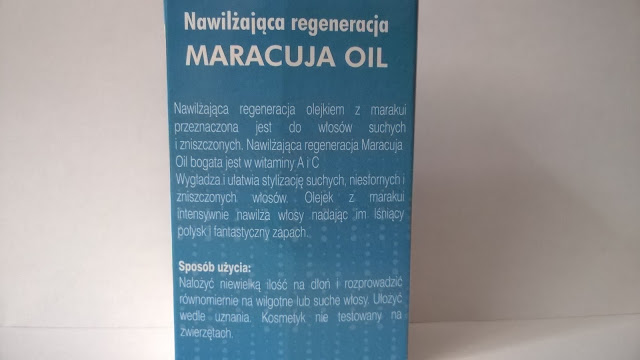 Nawilżająca regeneracja
MARACUJA OIL
Nawilżająca regeneracja olejkiem z marakui
przeznaczona jest do włosów suchych
i zniszczonych. Nawilżająca regeneracja Maracuja
Oil bogata jest w witaminy A i C
Wygładza i ułatwia stylizację suchych, niesfornych i
zniszczonych włosów. Olejek z marakui
intensywnie nawilża włosy nadając im lśniący
połysk i fantastyczny zapach..
Sposób użycia:
Nałożyć niewielką ilość na dłoń i rozprowadzić
równomiernie na wilgotne lub suche włosy. Ułożyć
wedle uznania. Kosmetyk nie testowany na
zwierzętach.